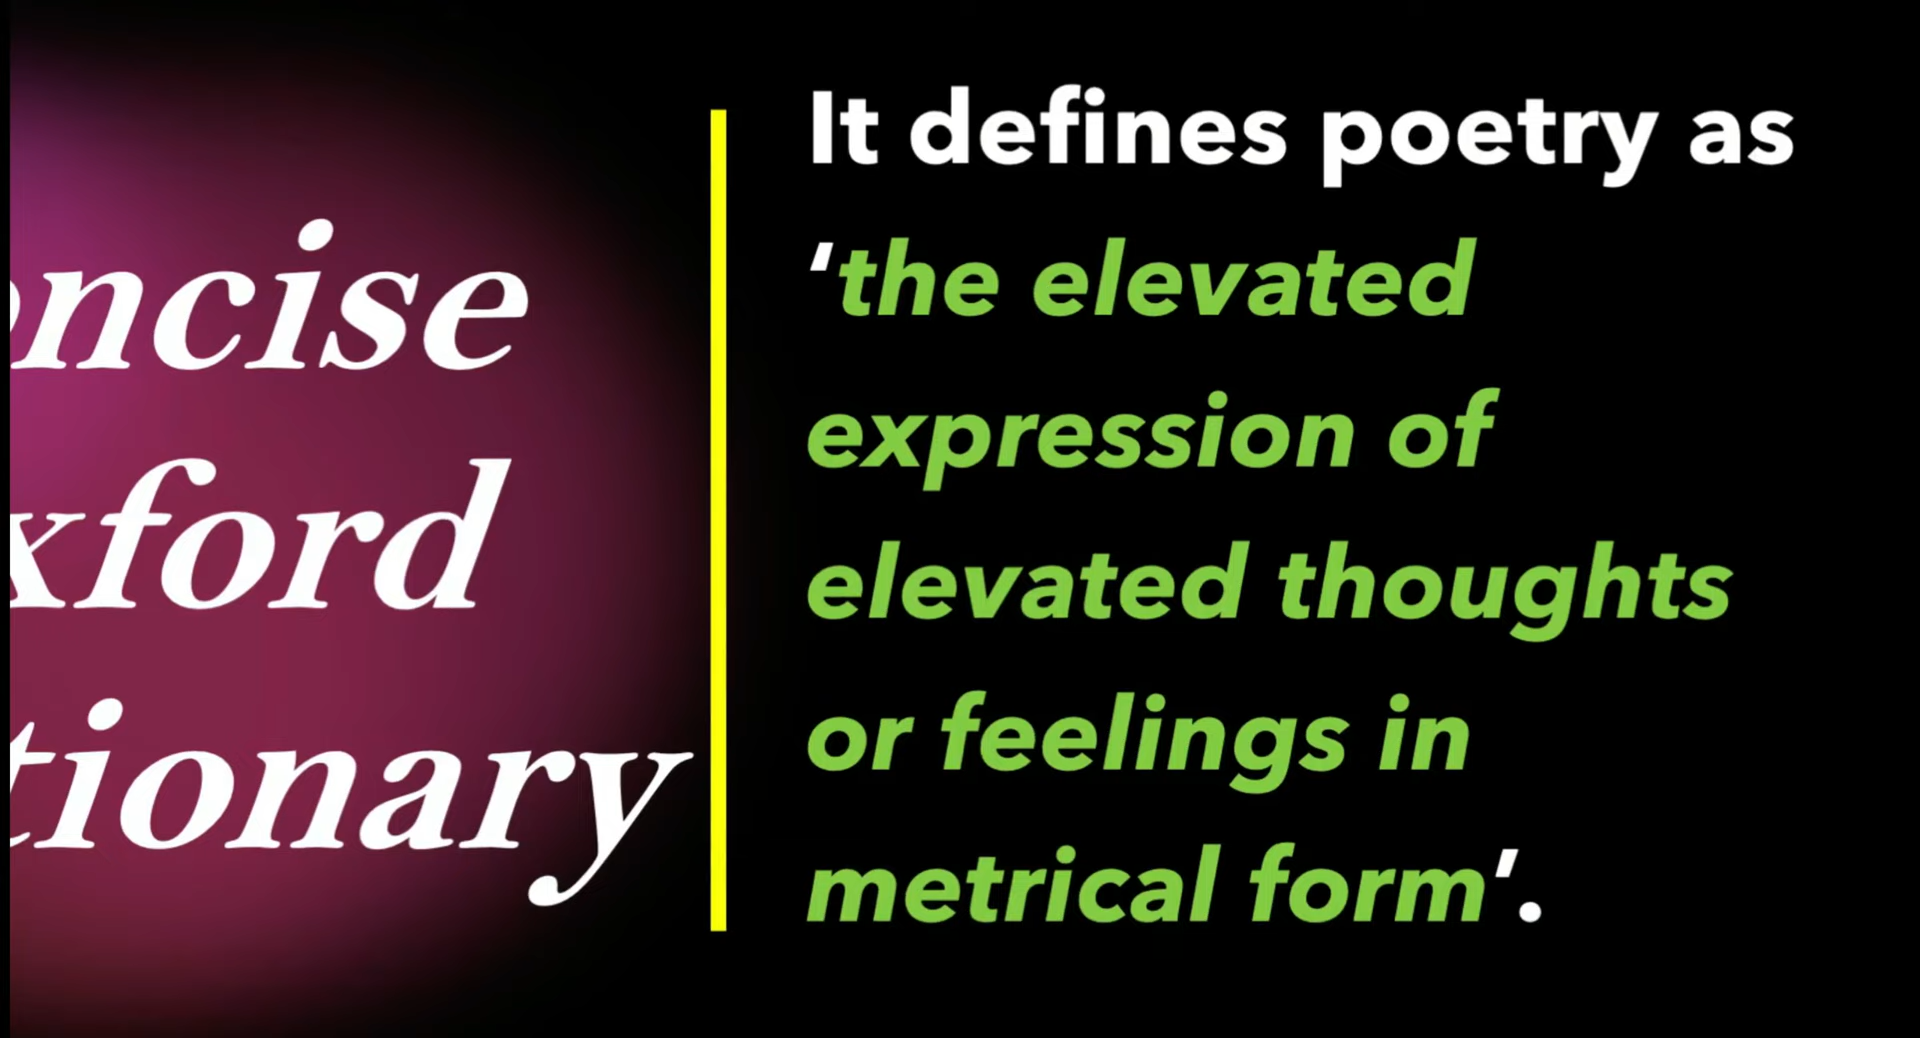 oncise
xford
tionary
It defines poetry as
‘the elevated
expression of
elevated thoughts
or feelings in
metrical form’.